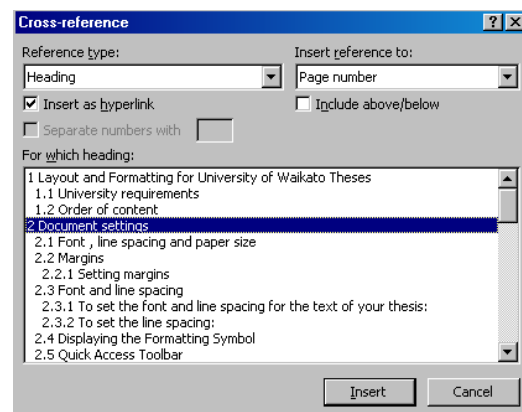 Cross-reference
Reference type: Insert reference to:
Heading Page number
Insert as hyperlink Include above/below
Separate numbers with
For which heading:
1 Layout and Formatting for University of Waikato Theses
1.1 University requirements
1.2 Order of content
2 Document settings
2.1 Font , line spacing and paper size
2.2 Margins
2.2.1 Setting margins
2.3 Font and line spacing
2.3.1 To set the font and line spacing for the text of your thesis:
2.3.2 To set the line spacing:
2.4 Displaying the Formatting Symbol
2.5 Quick Access Toolbar
Insert Cancel